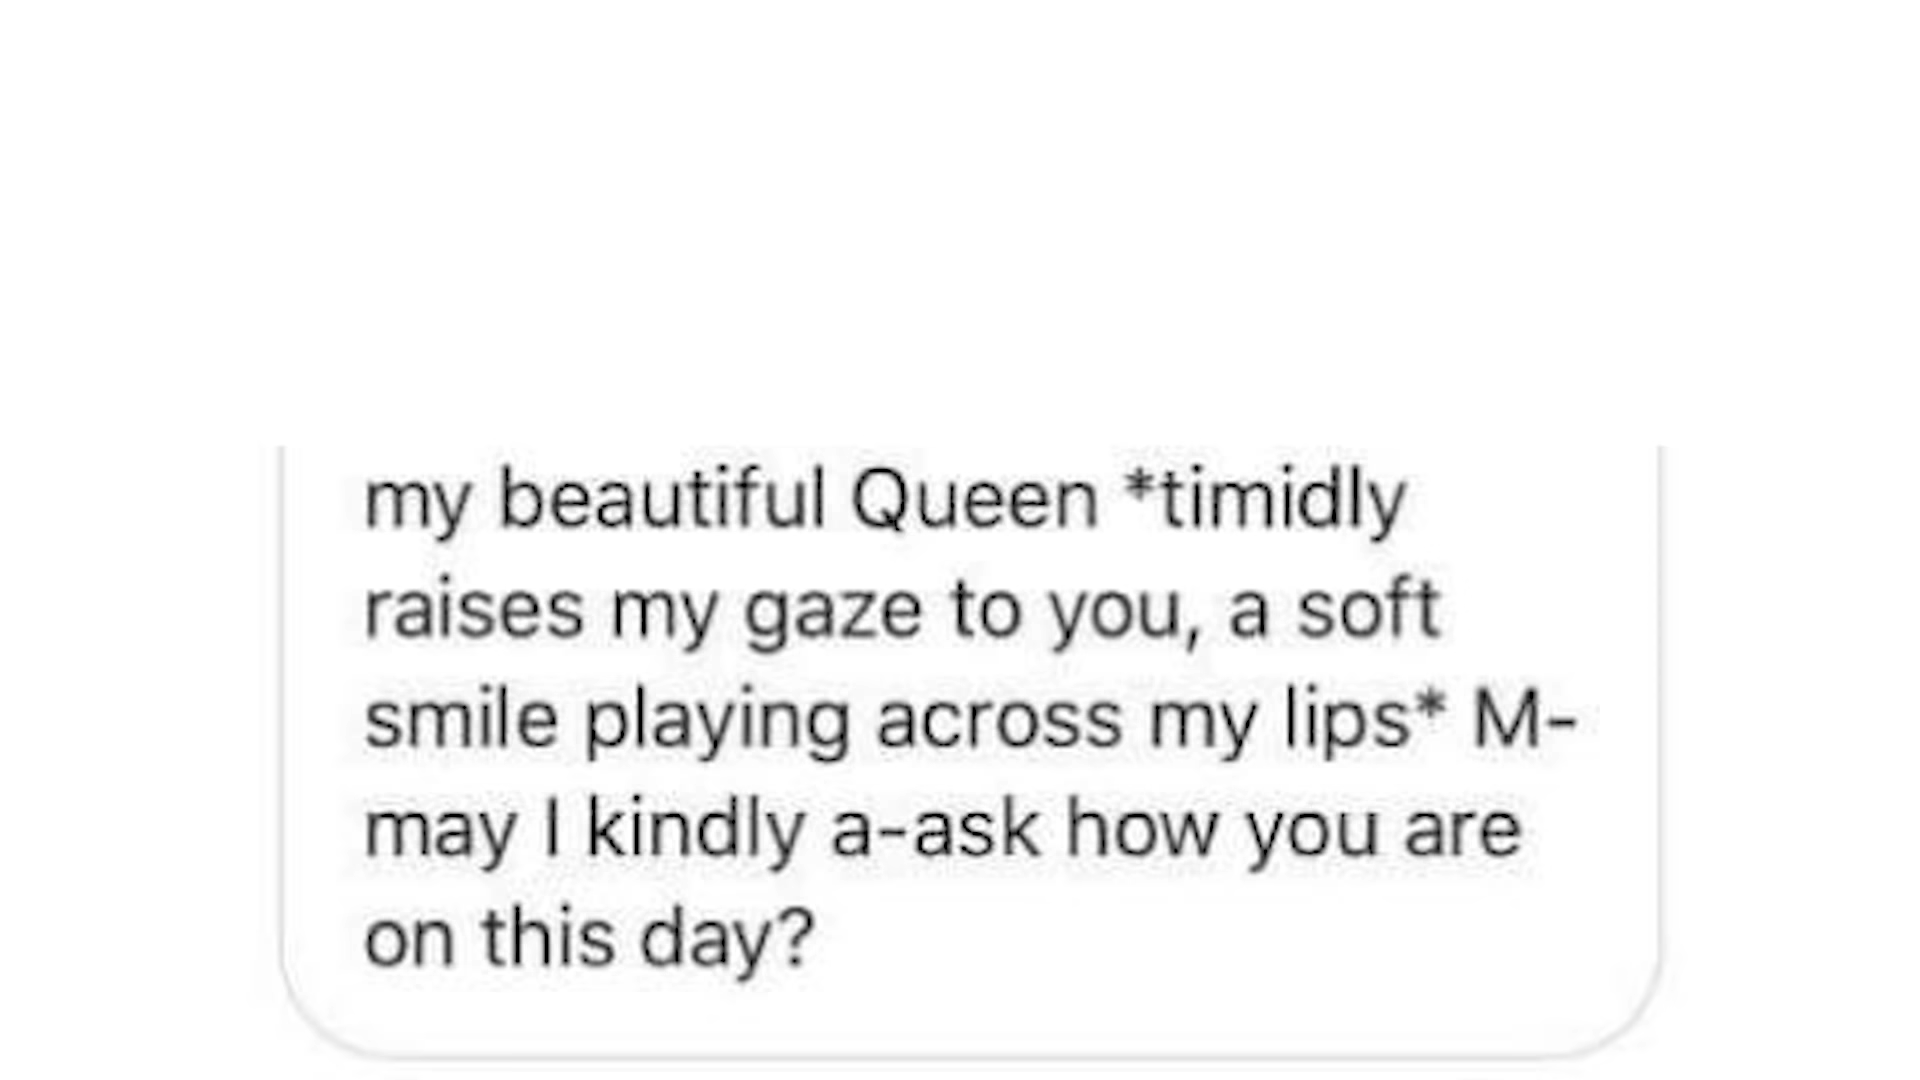 my beautiful Queen *timidly
raises my gaze to you, a soft
smile playing across my lips* M-
may I kindly a-ask how you are
on this day?